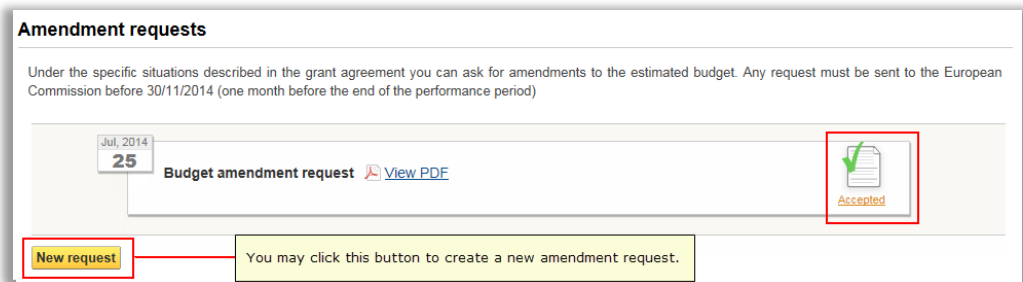 Amendment requests
Under the specific situations described in the grant agreement you can ask for amendments to the estimated budget. Any request must be sent to the European
Commission before 30/11/2014 (one month before the end of the performance period)
Jul, 2014
25
Budget amendment request View PDF
Accepted
New request
You may click this button to create a new amendment request.